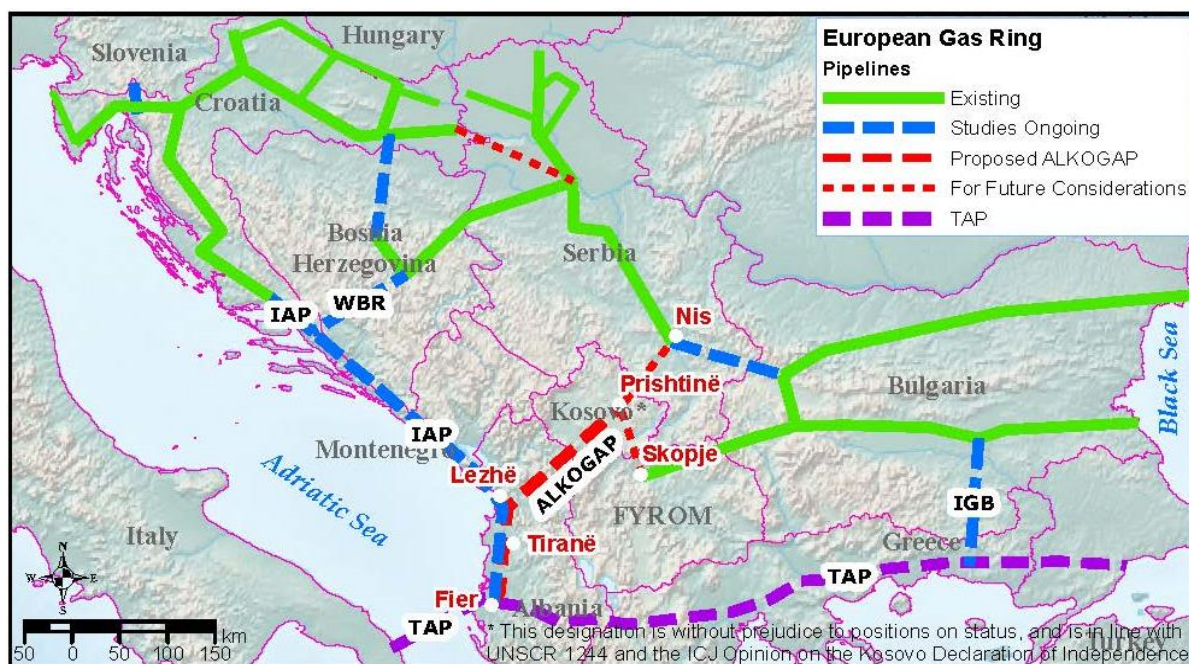 European Gas Ring
Pipelines
Existing
Studies Ongoing
Proposed ALKOGAP
For Future Considerations
TAP
Slovenia
Hungary
Croatia
Bosnia
Herzegovina
Serbia
WBR
IAP
Nis
Prishtinë
Kosovo*
Bulgaria
Black Sea
IAP
Montenegro
Skopje
Lezhë
ALKOGAP
Adriatic Sea
FYROM
IGB
Italy
Tiranë
Greece
TAP
Fier
Albania
TAP
N
W E
S
50 0 50 100 150
km
Turkey
* This designation is without prejudice to positions on status, and is in line with
UNSCR 1244 and the ICJ Opinion on the Kosovo Declaration of Independence